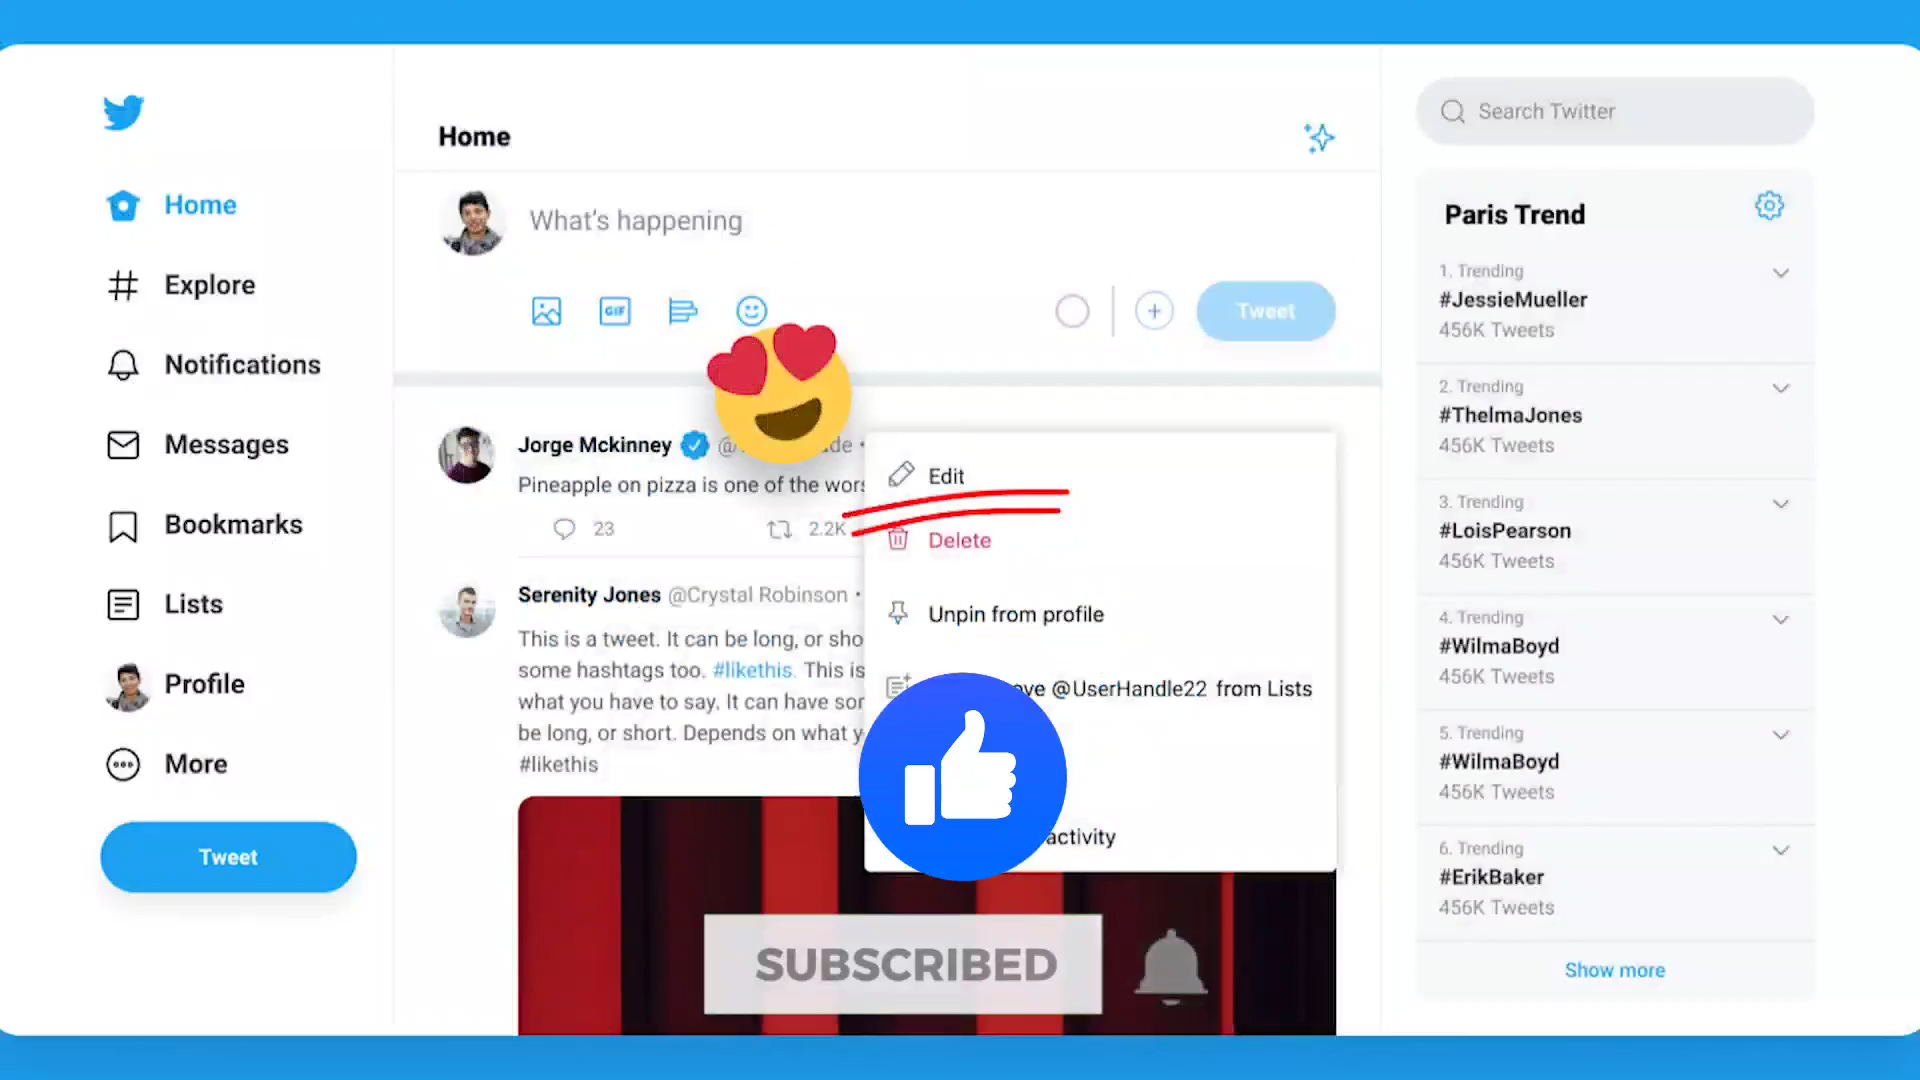 Home
Explore
Notifications
Messages
Bookmarks
Lists
Profile
More
Tweet
Home
What's happening
GIF
Tweet
Jorge Mckinney
Pineapple on pizza is one of the
23
2.2K
Serenity Jones @Crystal Robinson •
This is a tweet. It can be long, or
some hashtags too. #likethis. This is
what you have to say. It can have
be long, or short. Depends on what
#likethis
Edit
Delete
Unpin from profile
@UserHandle22 from Lists
activity
SUBSCRIBED
Search Twitter
Paris Trend
1. Trending
#JessieMueller
456K Tweets
2. Trending
#ThelmaJones
456K Tweets
3. Trending
#LoisPearson
456K Tweets
4. Trending
#WilmaBoyd
456K Tweets
5. Trending
#WilmaBoyd
456K Tweets
6. Trending
#ErikBaker
456K Tweets
Show more